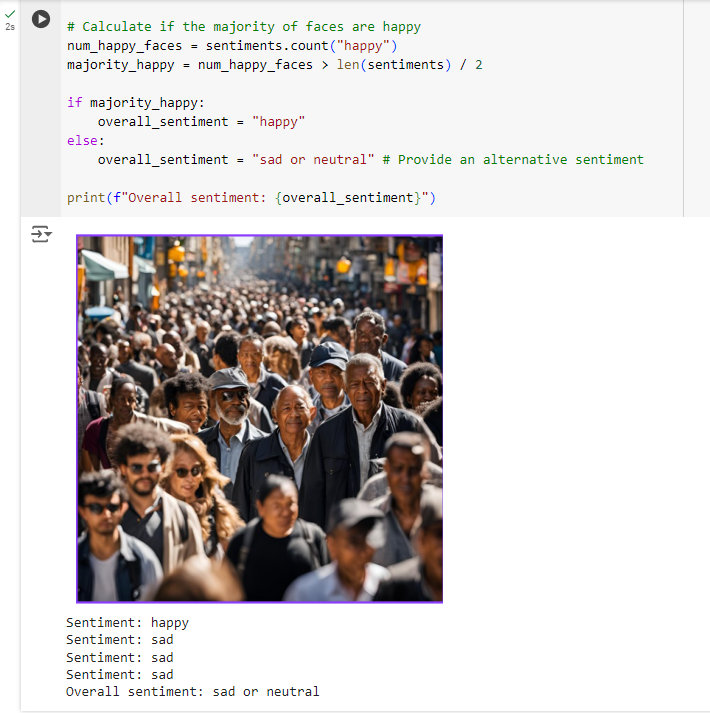 2s
# Calculate if the majority of faces are happy
num_happy_faces = sentiments.count("happy")
majority_happy = num_happy_faces > len(sentiments) / 2
if majority_happy:
    overall_sentiment = "happy"
else:
    overall_sentiment = "sad or neutral" # Provide an alternative sentiment
print(f"Overall sentiment: {overall_sentiment}")
Sentiment: happy
Sentiment: sad
Sentiment: sad
Sentiment: sad
Overall sentiment: sad or neutral